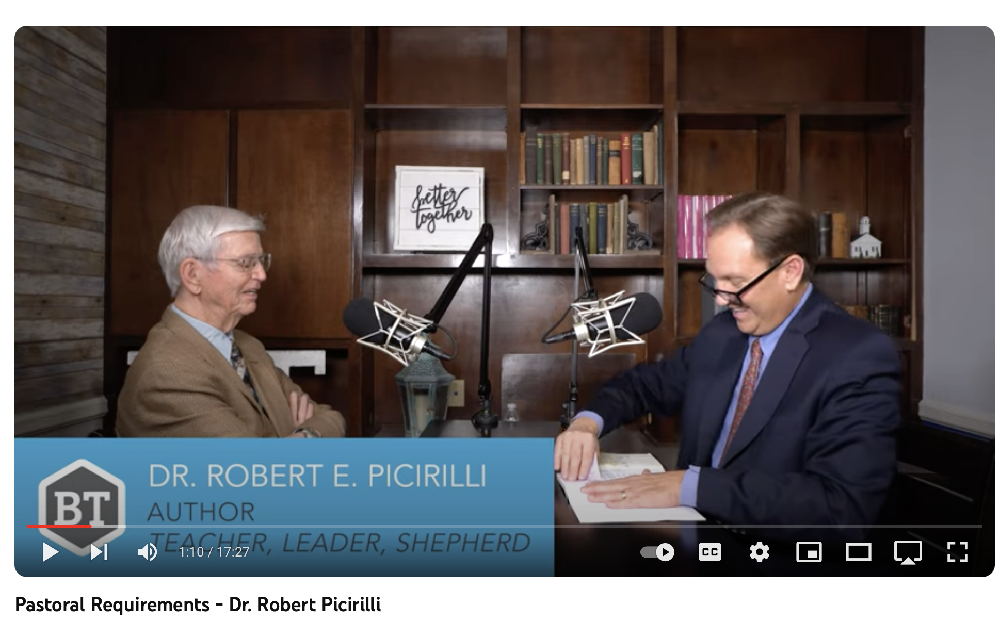 better
together
DR. ROBERT E. PICIRILLI
BT
AUTHOR
TEACHER, LEADER, SHEPHERD
1:10 / 17:27
CC
Pastoral Requirements - Dr. Robert Picirilli